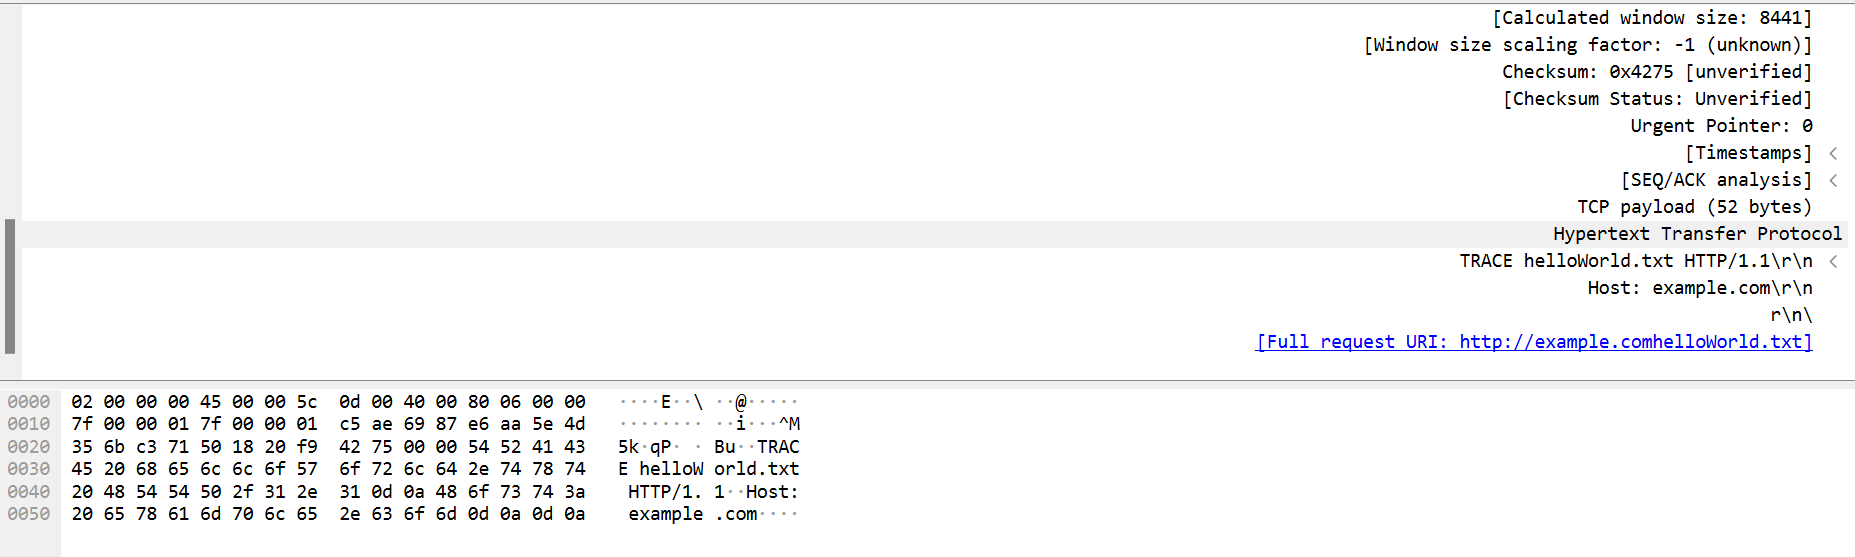 [Calculated window size: 8441]
[Window size scaling factor: -1 (unknown)]
Checksum: 0x4275 [unverified]
[Checksum Status: Unverified]
Urgent Pointer: 0
[Timestamps]
[SEQ/ACK analysis]
TCP payload (52 bytes)
Hypertext Transfer Protocol
TRACE helloWorld.txt HTTP/1.1\r\n
Host: example.com\r\n
r\n\
[Full request URI: http://example.comhelloWorld.txt]
0000 02 00 00 00 45 00 00 5c 0d 00 40 00 80 06 00 00 ····E··\ ··@·····
0010 7f 00 00 01 7f 00 00 01 c5 ae 69 87 e6 aa 5e 4d ········ ··i···^M
0020 35 6b c3 71 50 18 20 f9 42 75 00 00 54 52 41 43 5k·qP· · Bu··TRAC
0030 45 20 68 65 6c 6c 6f 57 6f 72 6c 64 2e 74 78 74 E helloW orld.txt
0040 20 48 54 54 50 2f 31 2e 31 0d 0a 48 6f 73 74 3a HTTP/1. 1··Host:
0050 20 65 78 61 6d 70 6c 65 2e 63 6f 6d 0d 0a 0d 0a example .com····